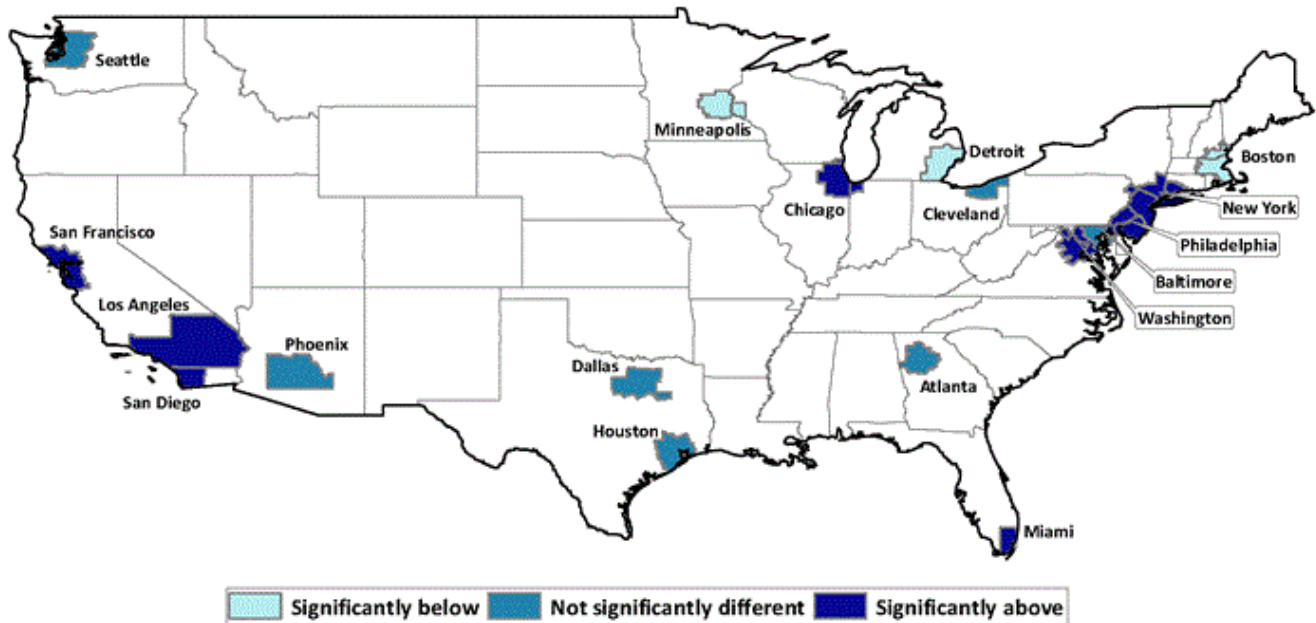 Seattle
Minneapolis
Detroit
Boston
Chicago
Cleveland
New York
San Francisco
Philadelphia
Baltimore
Los Angeles
Washington
Phoenix
Dallas
Atlanta
San Diego
Houston
Miami
Significantly below
Not significantly different
Significantly above